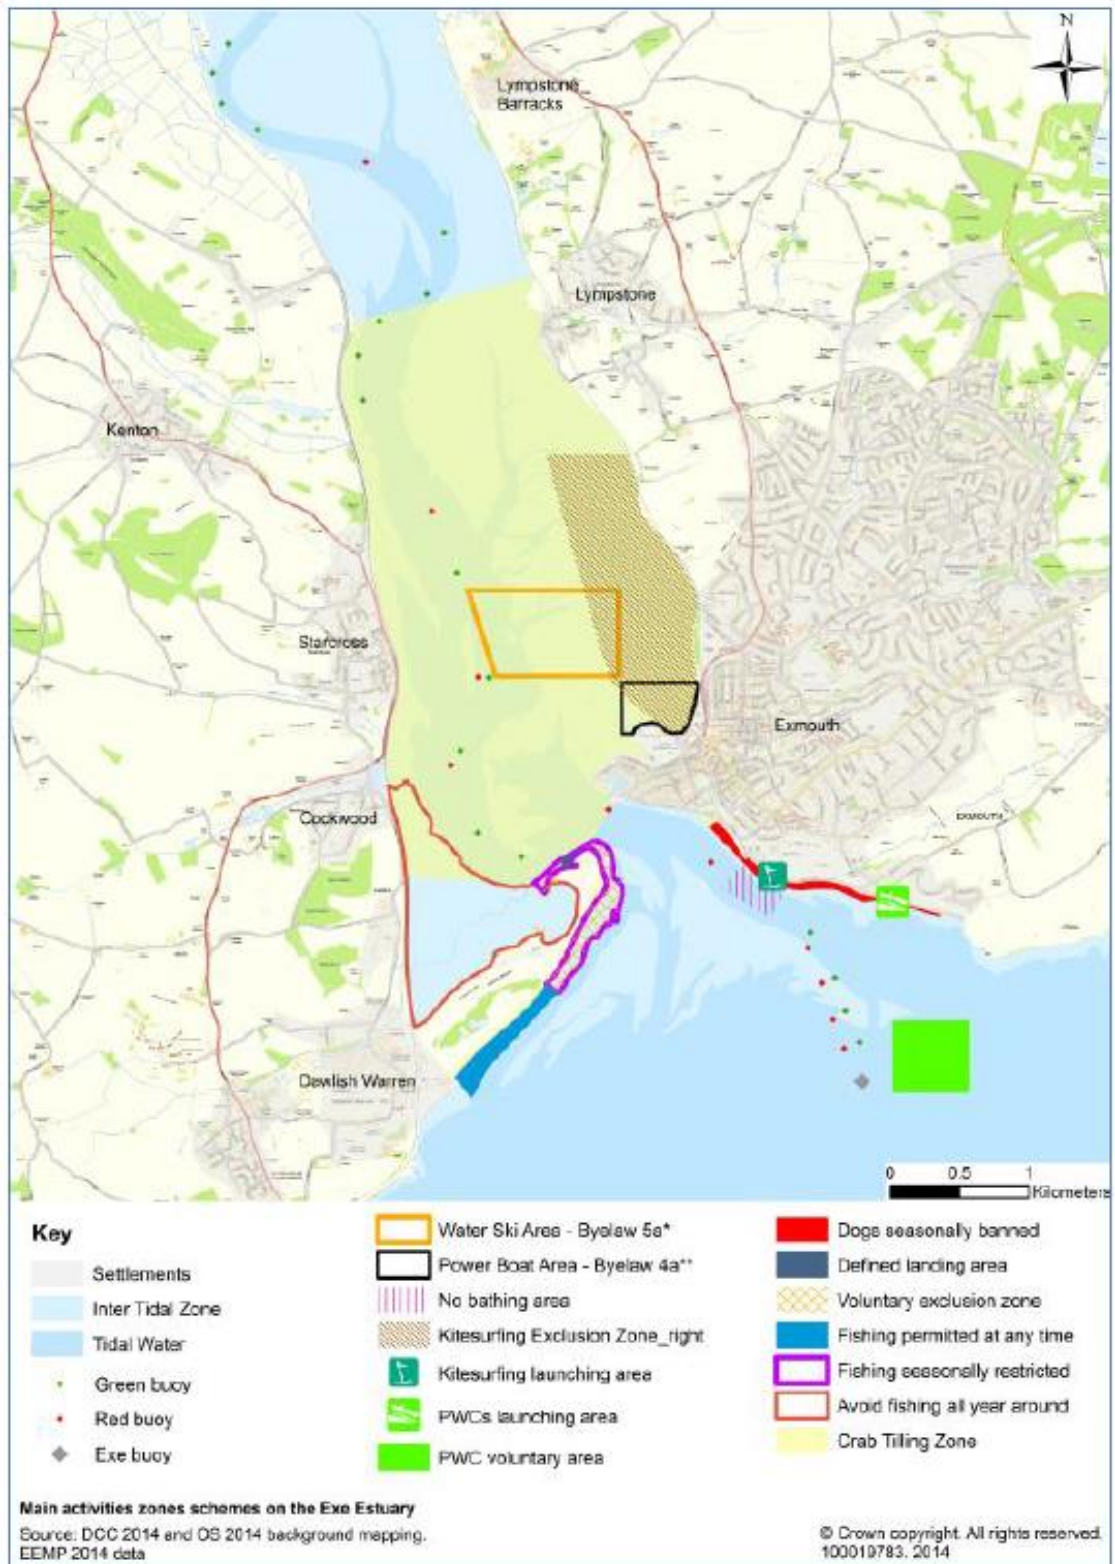 N
Lympstone
Barracks
Lympstone
Kenton
Starcross
Exmouth
Cockwood
EXMOUTH
Dawlish Warren
0 0.5 1
Kilometers
Key
Settlements
Inter Tidal Zone
Tidal Water
Green buoy
Red buoy
Exe buoy
Water Ski Area - Byelaw 5a*
Power Boat Area - Byelaw 4a**
No bathing area
Kitesurfing Exclusion Zone_right
Kitesurfing launching area
PWCs launching area
PWC voluntary area
Dogs seasonally banned
Defined landing area
Voluntary exclusion zone
Fishing permitted at any time
Fishing seasonally restricted
Avoid fishing all year around
Crab Tilling Zone
Main activities zones schemes on the Exe Estuary
Source: DCC 2014 and OS 2014 background mapping.
EEMP 2014 data
© Crown copyright. All rights reserved.
100019783. 2014